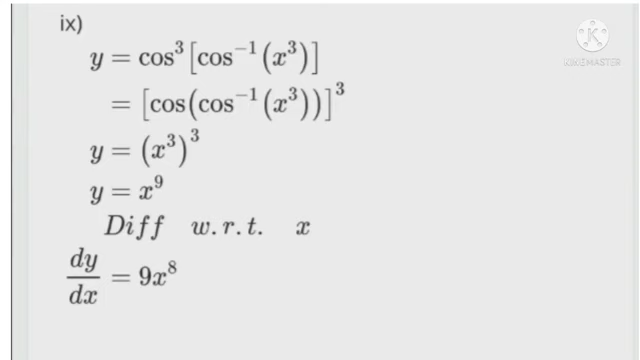 ix)
y = cos³[cos⁻¹(x³)]
= [cos(cos⁻¹(x³))]³
y = (x³)³
y = x⁹
Diff w.r.t. x
dy/dx = 9x⁸
K
KINEMASTER